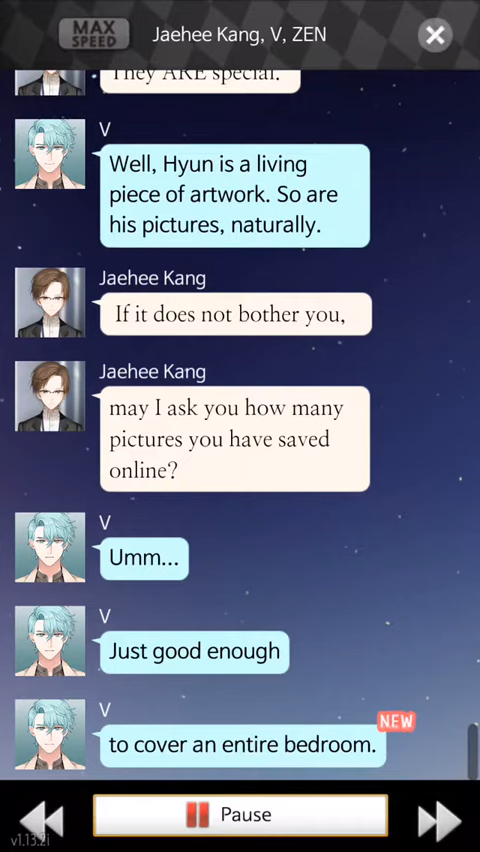 MAX
SPEED
Jaehee Kang, V, ZEN
They ARE special.
V
Well, Hyun is a living
piece of artwork. So are
his pictures, naturally.
Jaehee Kang
If it does not bother you,
Jaehee Kang
may I ask you how many
pictures you have saved
online?
V
Umm...
V
Just good enough
V
NEW
to cover an entire bedroom.
Pause
v1.13.2i